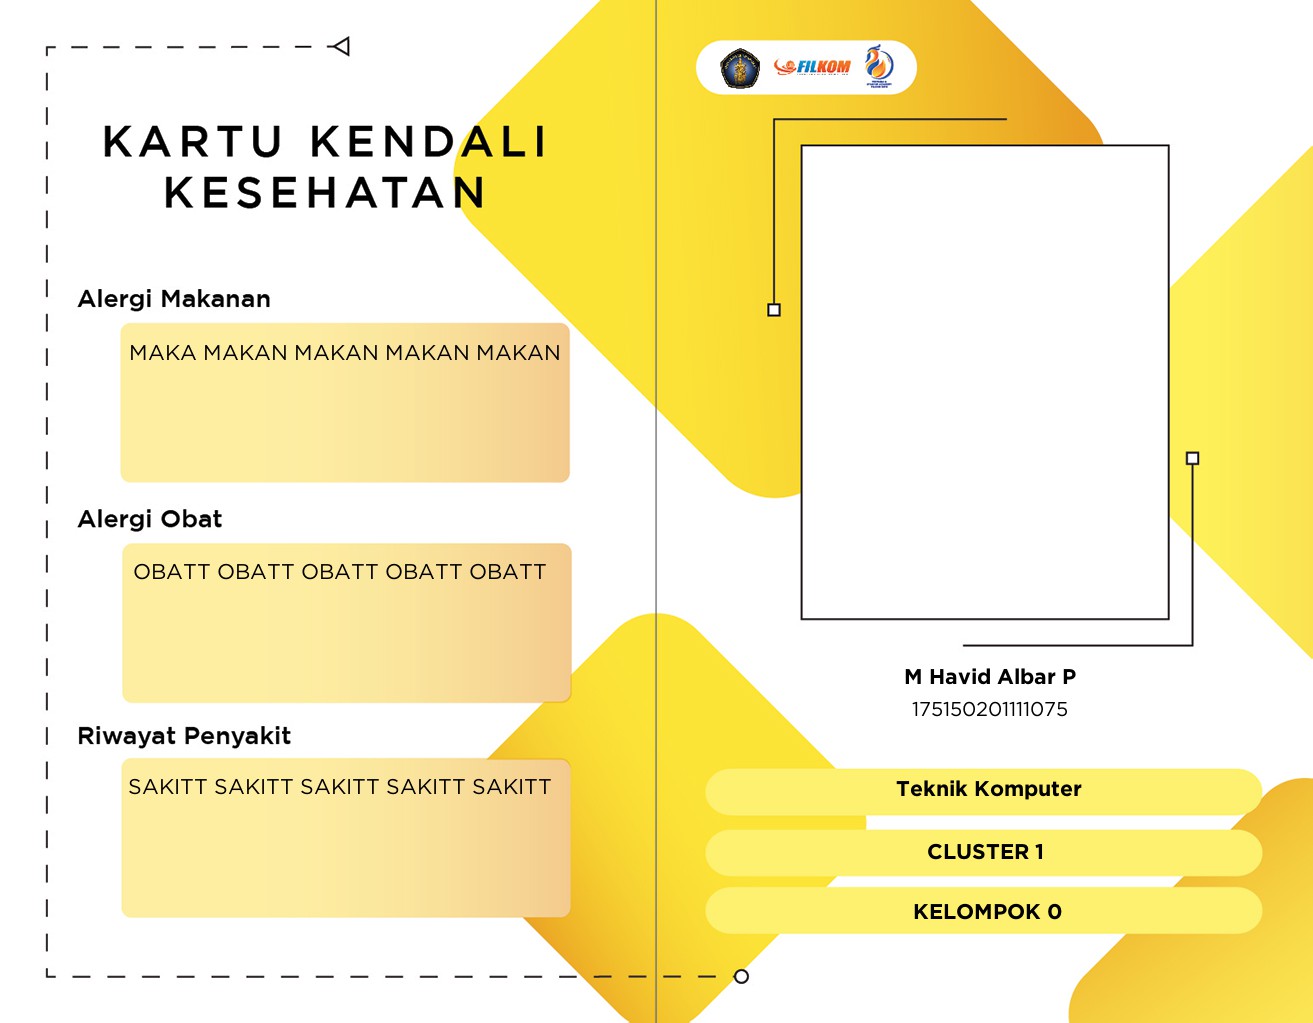 KARTU KENDALI
KESEHATAN
Alergi Makanan
MAKA MAKAN MAKAN MAKAN MAKAN
Alergi Obat
OBATT OBATT OBATT OBATT OBATT
Riwayat Penyakit
SAKITT SAKITT SAKITT SAKITT SAKITT
FILKOM
M Havid Albar P
175150201111075
Teknik Komputer
CLUSTER 1
KELOMPOK 0